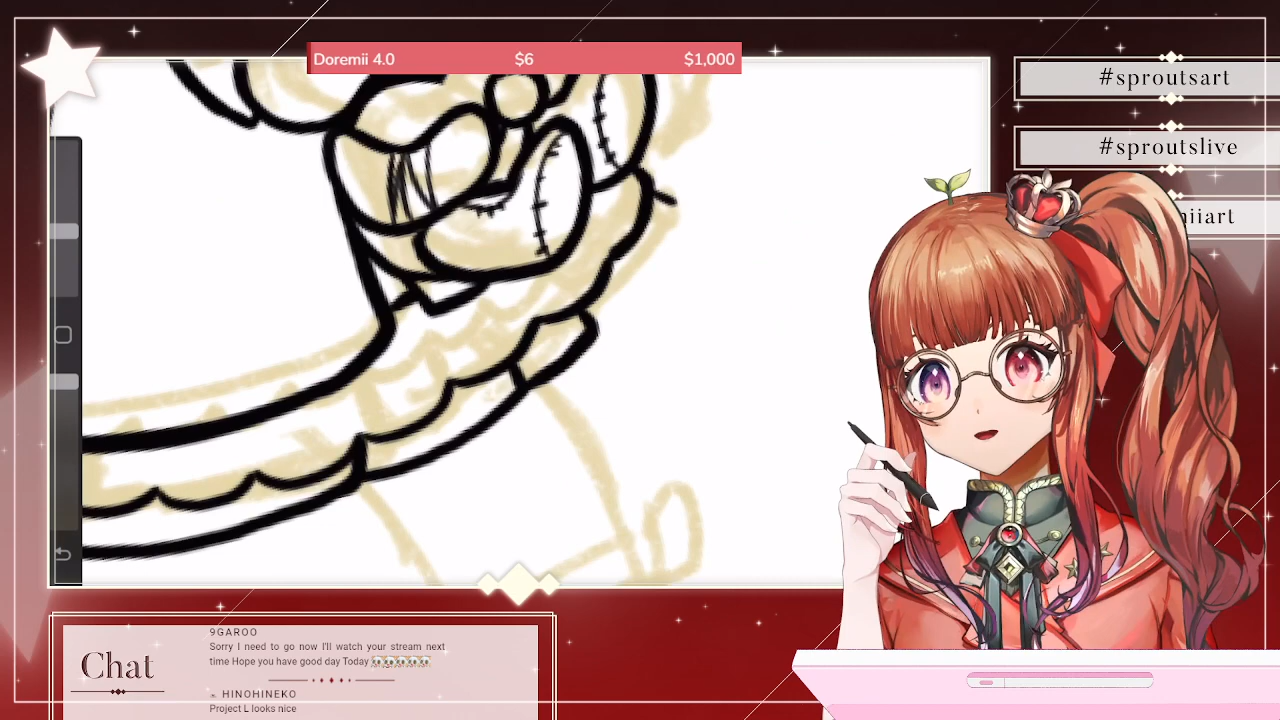 Doremii 4.0 $6 $1,000
#sproutsart
#sproutslive
iiart
Chat
9GAROO
Sorry I need to go now I'll watch your stream next
time Hope you have good day Today
HINOHINEKO
Project L looks nice